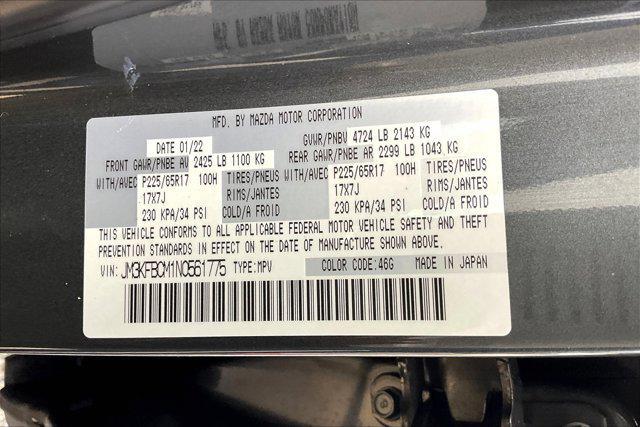 MFD. BY MAZDA MOTOR CORPORATION
DATE 01/22 GVWR/PNBV 4724 LB 2143 KG
FRONT GAWR/PNBE AV 2425 LB 1100 KG REAR GAWR/PNBE AR 2299 LB 1043 KG
WITH/AVEC P225/65R17 100H TIRES/PNEUS WITH/AVEC P225/65R17 100H TIRES/PNEUS
17X7J RIMS/JANTES 17X7J RIMS/JANTES
230 KPA/34 PSI COLD/A FROID 230 KPA/34 PSI COLD/A FROID
THIS VEHICLE CONFORMS TO ALL APPLICABLE FEDERAL MOTOR VEHICLE SAFETY AND THEFT
PREVENTION STANDARDS IN EFFECT ON THE DATE OF MANUFACTURE SHOWN ABOVE.
VIN: JM3KFBCM1N0561775 TYPE:MPV COLOR CODE:46G MADE IN JAPAN